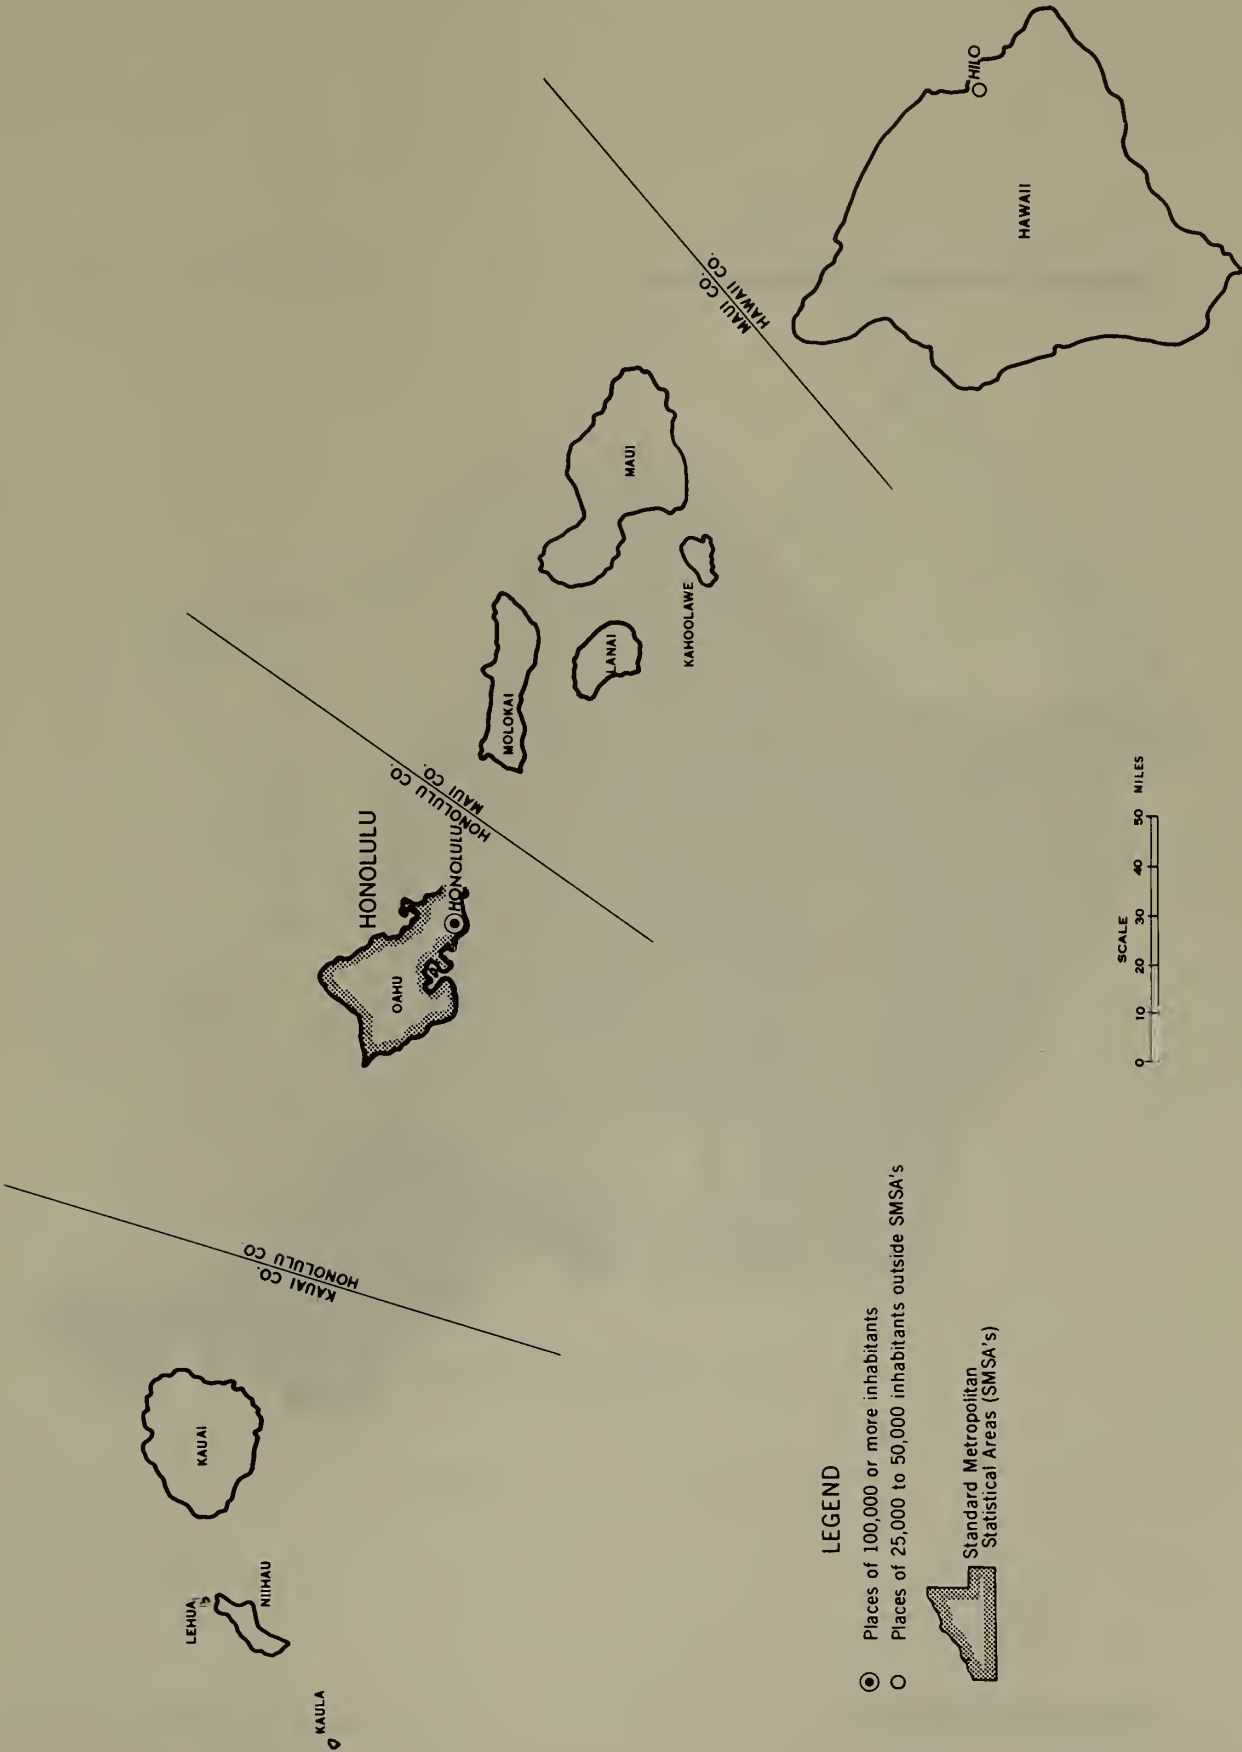 LEHUA
NIIHAU
KAULA
KAUAI
KAUAI CO.
HONOLULU CO
HONOLULU
OAHU
HONOLULU
HONOLULU CO.
MAUI CO.
MOLOKAI
LANAI
MAUI
KAHOOLAWE
MAUI CO.
HAWAII CO.
HILO
HAWAII
LEGEND
Places of 100,000 or more inhabitants
Places of 25,000 to 50,000 inhabitants outside SMSA's
Standard Metropolitan
Statistical Areas (SMSA's)
SCALE
0 10 20 30 40 50 MILES